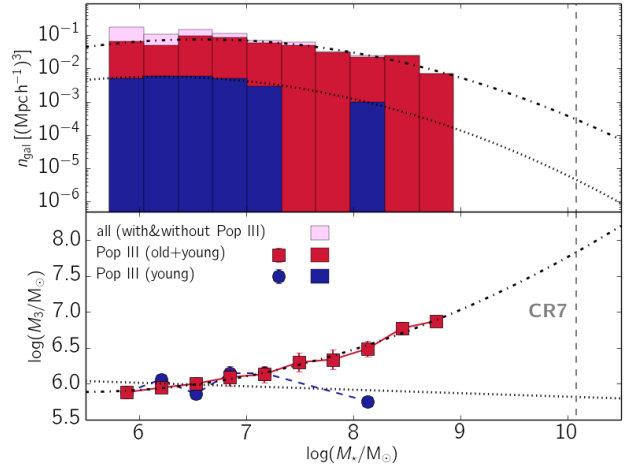 10⁻¹
10⁻²
10⁻³
10⁻⁴
10⁻⁵
10⁻⁶
n_gal [(Mpch⁻¹)³]
all (with&without Pop III)
Pop III (old+young)
Pop III (young)
8.0
7.5
7.0
6.5
6.0
5.5
log(M₃/M⊙)
CR7
6 7 8 9 10
log(M⋆/M⊙)